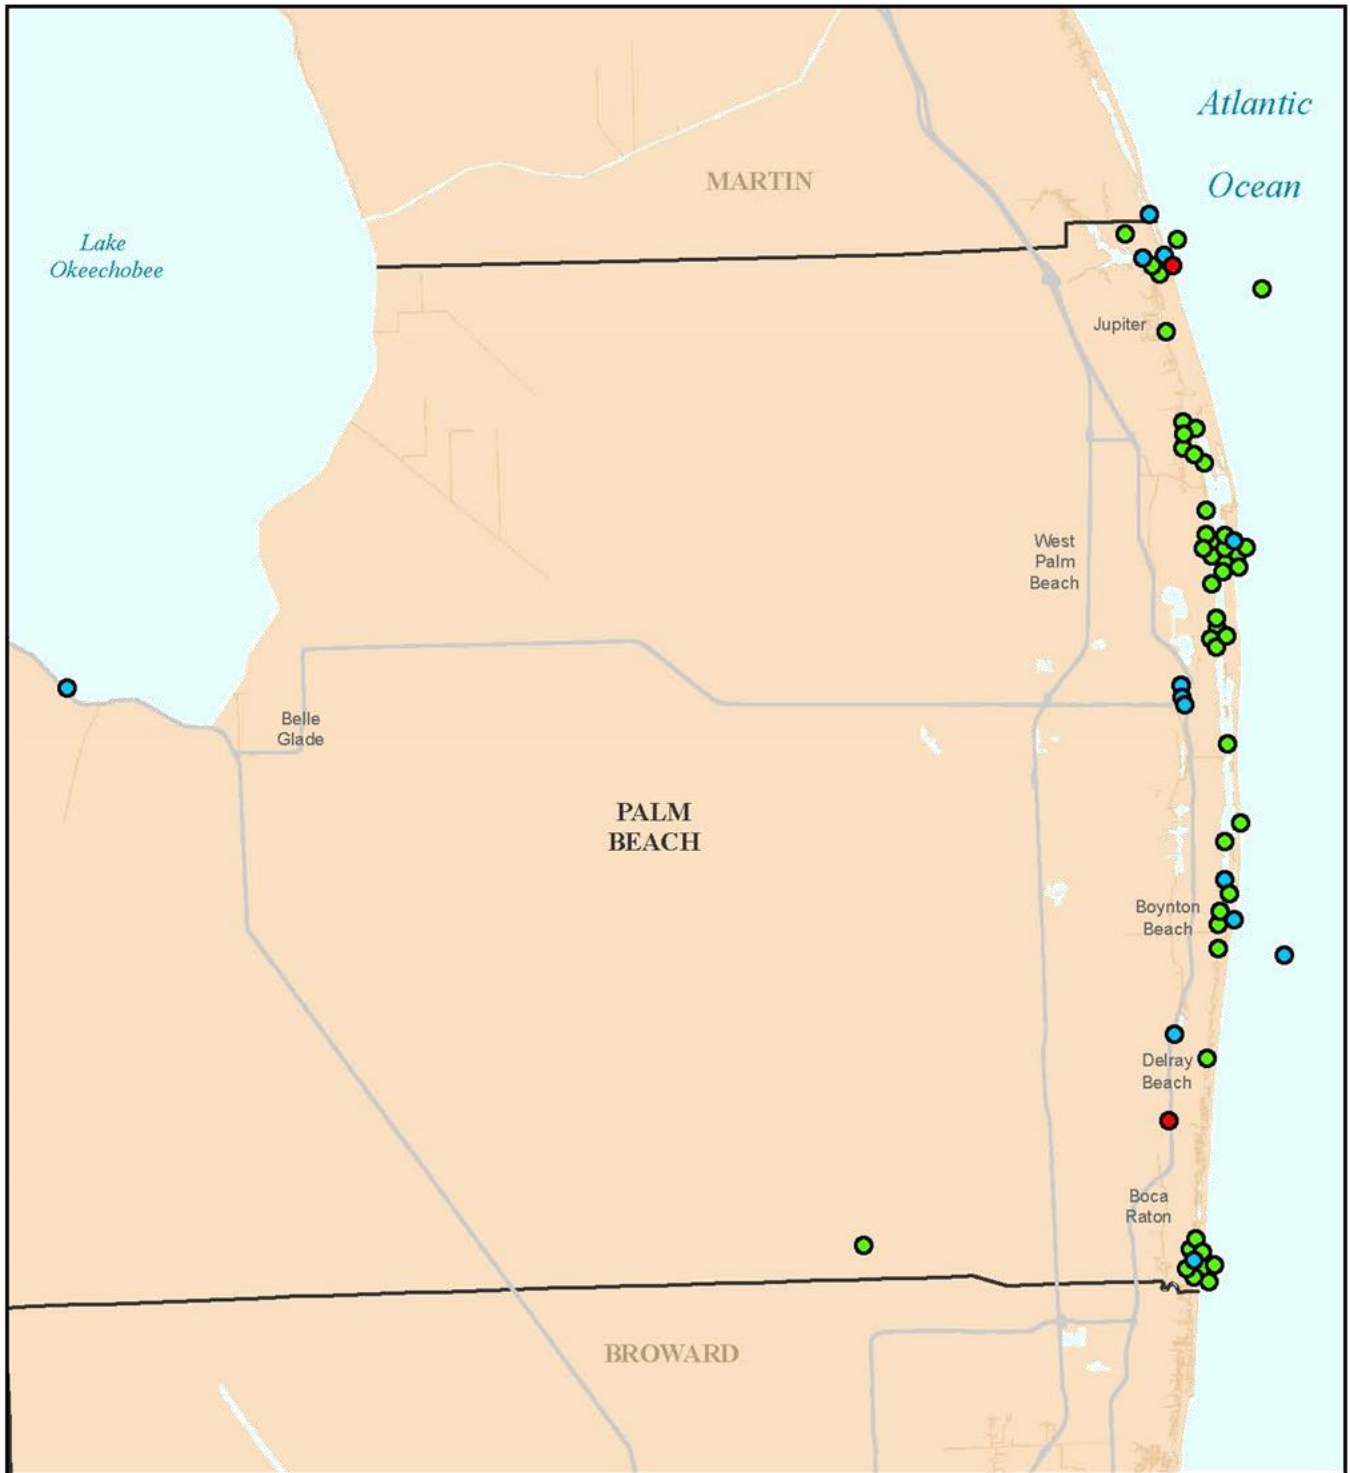 Atlantic
Ocean
MARTIN
Lake
Okeechobee
Jupiter
West
Palm
Beach
Belle
Glade
PALM
BEACH
Boynton
Beach
Delray
Beach
Boca
Raton
BROWARD